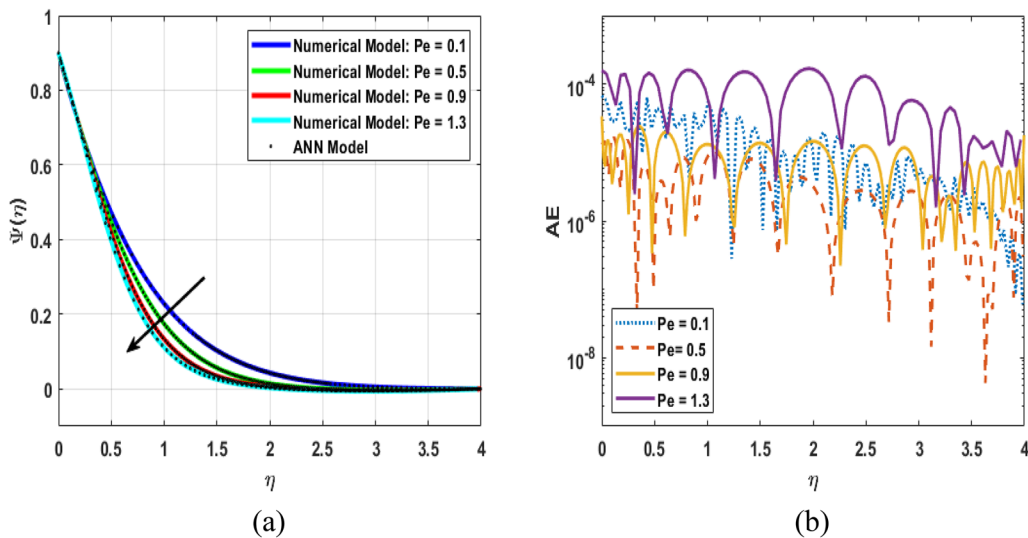 1
0.8
0.6
0.4
0.2
0
Ψ(η)
Numerical Model: Pe = 0.1
Numerical Model: Pe = 0.5
Numerical Model: Pe = 0.9
Numerical Model: Pe = 1.3
ANN Model
0 0.5 1 1.5 2 2.5 3 3.5 4
η
(a)
10⁻⁴
10⁻⁶
10⁻⁸
AE
Pe = 0.1
Pe= 0.5
Pe = 0.9
Pe = 1.3
0 0.5 1 1.5 2 2.5 3 3.5 4
η
(b)